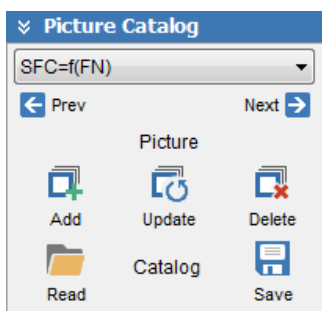 Picture Catalog
SFC=f(FN)
Prev Next
Picture
Add Update Delete
Catalog
Read Save